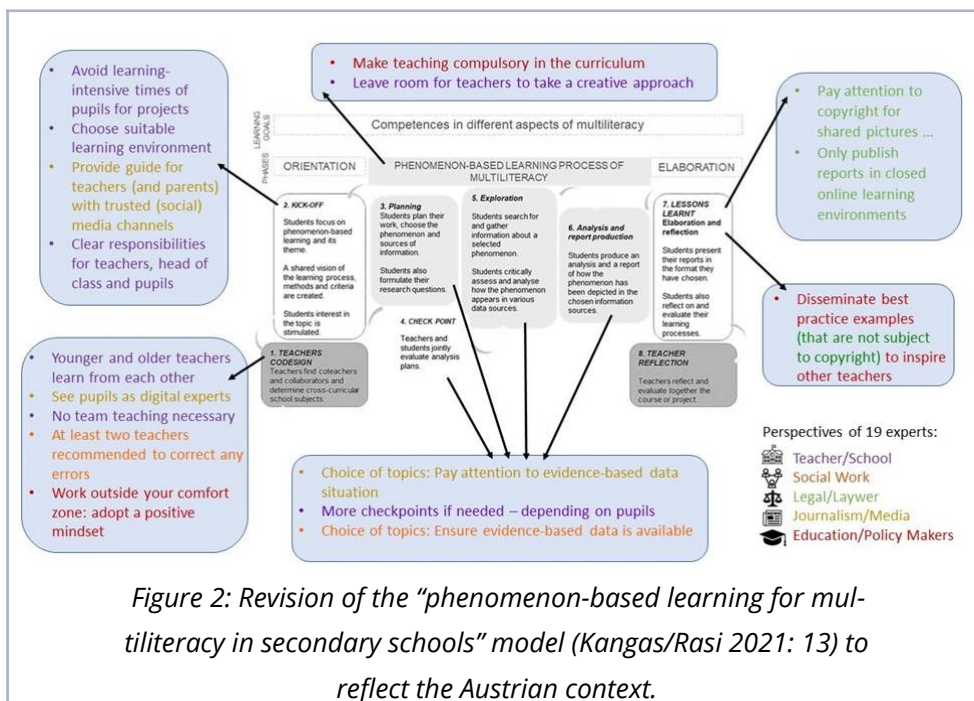 • Avoid learning-
intensive times of
pupils for projects
• Choose suitable
learning environment
• Provide guide for
teachers (and parents)
with trusted (social)
media channels
• Clear responsibilities
for teachers, head of
class and pupils
• Make teaching compulsory in the curriculum
• Leave room for teachers to take a creative approach
• Pay attention to
copyright for
shared pictures ...
• Only publish
reports in closed
online learning
environments
LEARNING
GOALS
Competences in different aspects of multiliteracy
PHASES
ORIENTATION
PHENOMENON-BASED LEARNING PROCESS OF
MULTILITERACY
ELABORATION
2. KICK-OFF
Students focus on
phenomenon-based
learning and its
theme.
A shared vision of
the learning process,
methods and criteria
are created.
Students interest in
the topic is
stimulated.
3. Planning
Students plan their
work, choose the
phenomenon and
sources of
information.
Students also
formulate their
research questions.
4. CHECK POINT
Teachers and
students jointly
evaluate analysis
plans.
5. Exploration
Students search for
and gather
information about a
selected
phenomenon.
Students critically
assess and analyse
how the phenomenon
appears in various
data sources.
6. Analysis and
report production
Students produce an
analysis and a report
of how the
phenomenon has
been depicted in the
chosen information
sources.
7. LESSONS
LEARNT
Elaboration and
reflection
Students present
their reports in
the format they
have chosen.
Students also
reflect on and
evaluate their
learning
processes.
1. TEACHERS
CODESIGN
Teachers find coteachers
and collaborators and
determine cross-curricular
school subjects
8. TEACHER
REFLECTION
Teachers reflect and
evaluate together the
course or project.
• Disseminate best
practice examples
(that are not subject
to copyright) to inspire
other teachers
• Younger and older teachers
learn from each other
• See pupils as digital experts
• No team teaching necessary
• At least two teachers
recommended to correct any
errors
• Work outside your comfort
zone: adopt a positive
mindset
• Choice of topics: Pay attention to evidence-based data
situation
• More checkpoints if needed – depending on pupils
• Choice of topics: Ensure evidence-based data is available
Perspectives of 19 experts:
Teacher/School
Social Work
Legal/Laywer
Journalism/Media
Education/Policy Makers
Figure 2: Revision of the “phenomenon-based learning for mul-
tiliteracy in secondary schools” model (Kangas/Rasi 2021: 13) to
reflect the Austrian context.